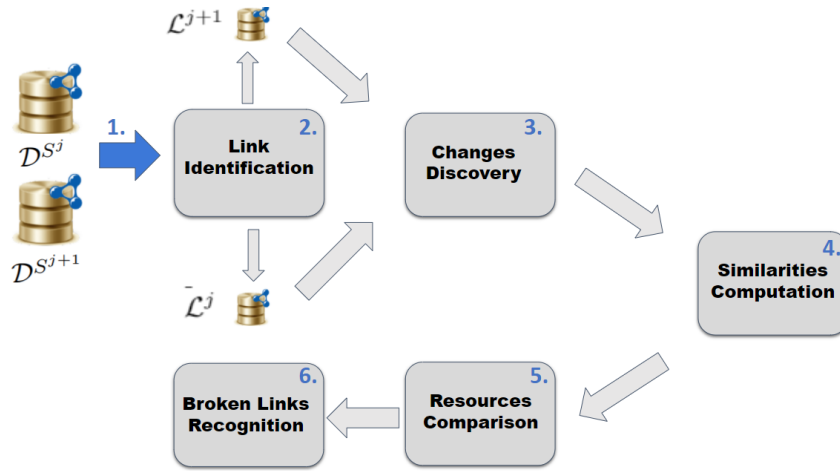 𝓛^{j+1}
1.
2.
Link
Identification
3.
Changes
Discovery
𝓓^{S^j}
𝓓^{S^{j+1}}
4.
Similarities
Computation
𝓛̄^j
6.
Broken Links
Recognition
5.
Resources
Comparison